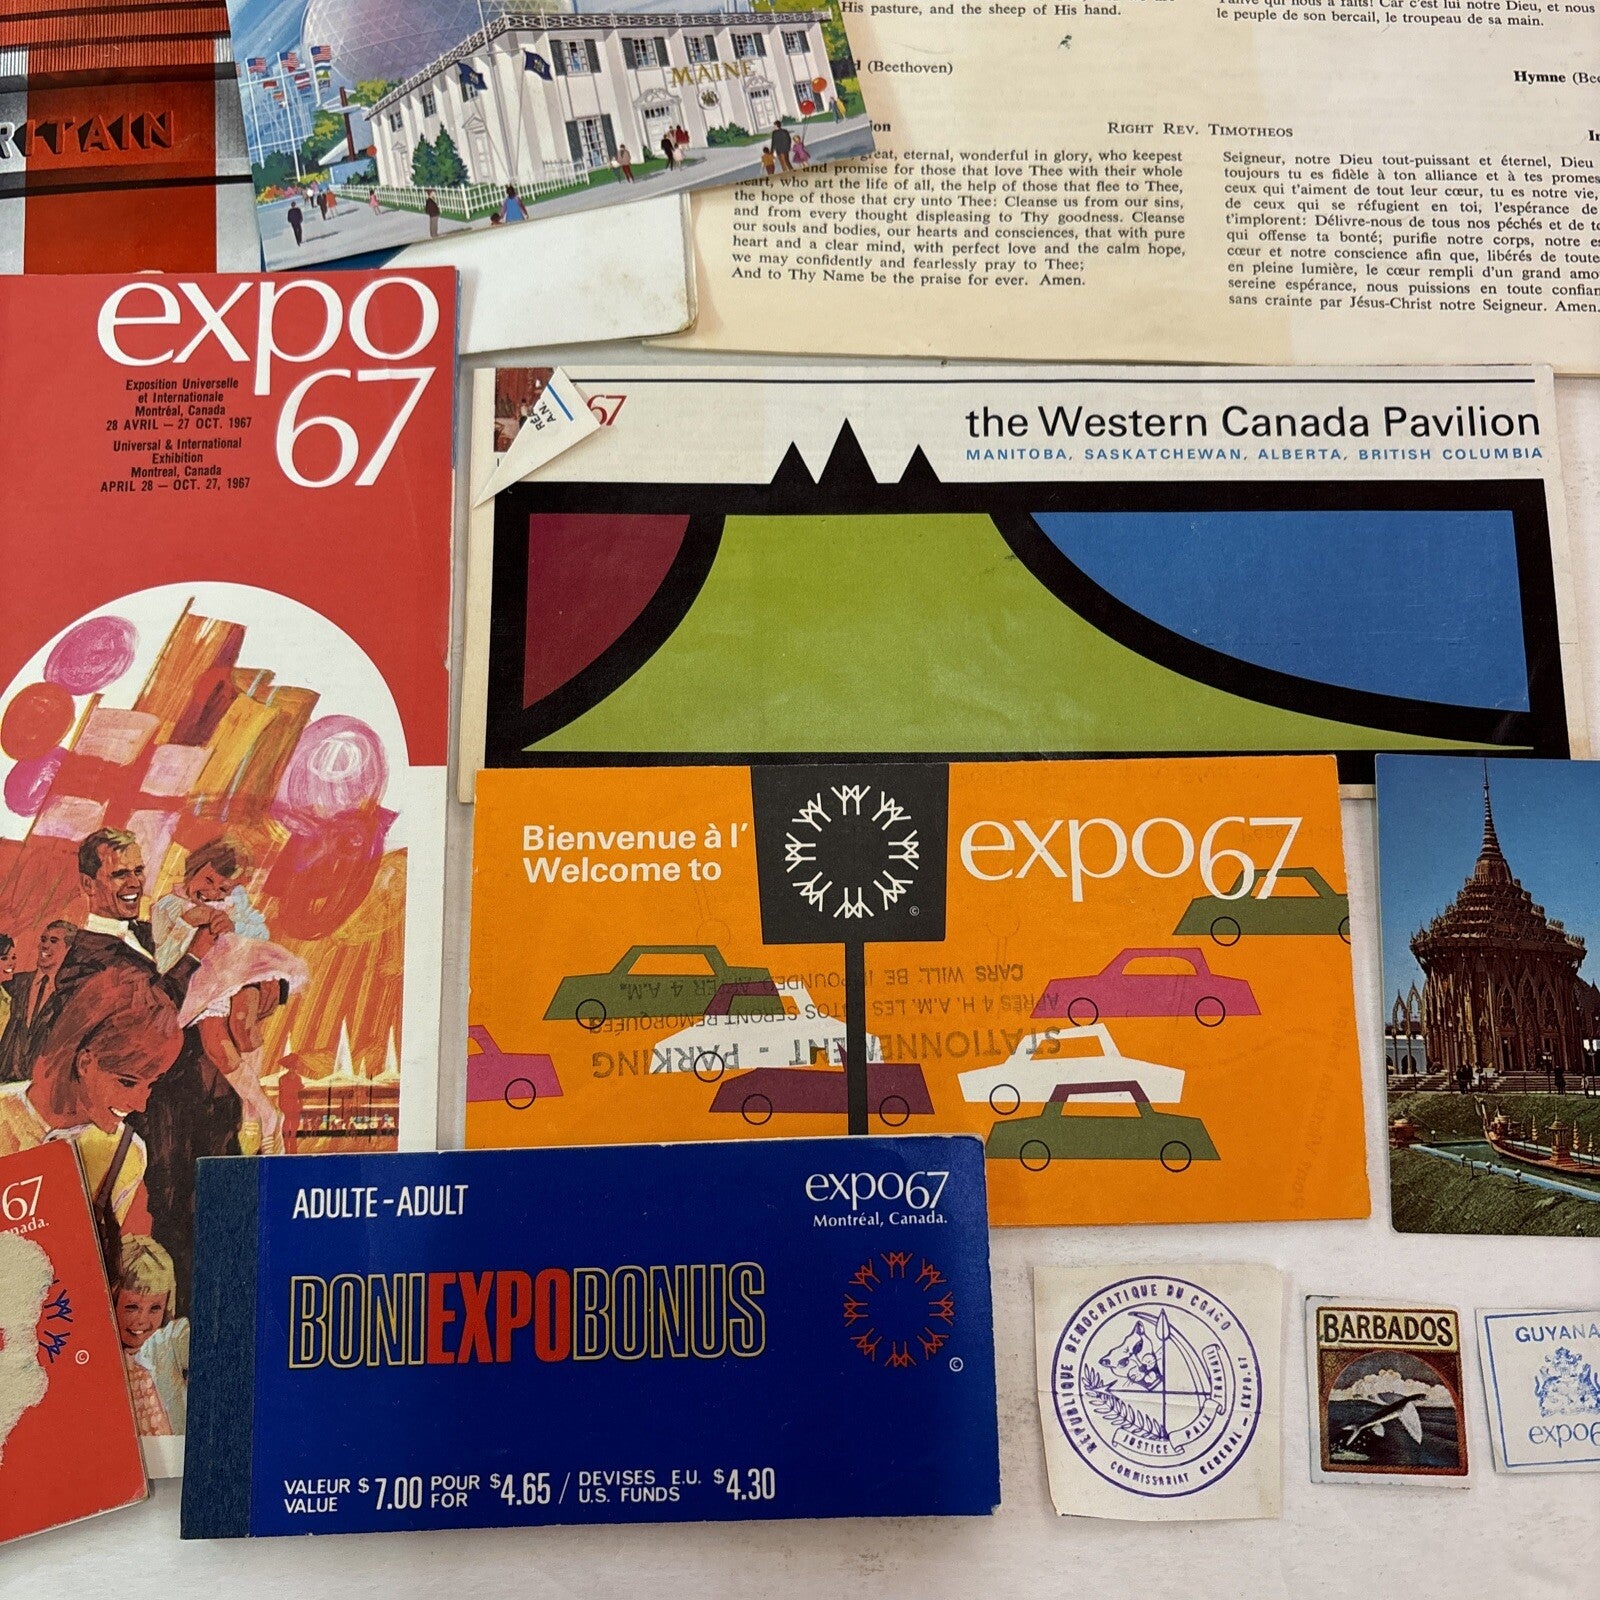 RITAIN
MAINE
His pasture, and the sheep of His hand.
le peuple de son bercail, le troupeau de sa main.
(Beethoven)
Hymne
RIGHT REV. TIMOTHEOS
great, eternal, wonderful in glory, who keepest
and promise for those that love Thee with their whole
heart, who art the life of all, the help of those that flee to Thee,
the hope of those that cry unto Thee: Cleanse us from our sins,
and from every thought displeasing to Thy goodness. Cleanse
our souls and bodies, our hearts and consciences, that with pure
heart and a clear mind, with perfect love and the calm hope,
we may confidently and fearlessly pray to Thee;
And to Thy Name be the praise for ever. Amen.
Seigneur, notre Dieu tout-puissant et éternel, Dieu
toujours tu es fidèle à ton alliance et à tes
ceux qui t'aiment de tout leur cœur, tu es notre vie,
de ceux qui se réfugient en toi, l'espérance de
t'implorent: Délivre-nous de tous nos péchés et de
qui offense ta bonté; purifie notre corps, notre
cœur et notre conscience afin que, libérés de toute
en pleine lumière, le cœur rempli d'un grand
sereine espérance, nous puissions en toute
sans crainte par Jésus-Christ notre Seigneur. Amen.
expo
67
Exposition Universelle
et Internationale
Montréal, Canada
28 AVRIL — 27 OCT. 1967
Universal & International
Exhibition
Montreal, Canada
APRIL 28 — OCT. 27, 1967
67
the Western Canada Pavilion
MANITOBA, SASKATCHEWAN, ALBERTA, BRITISH COLUMBIA
Bienvenue à l'
Welcome to
expo67
©
STATIONNEMENT - PARKING
APRÈS 4 H. A.M. LES AUTOS SERONT REMORQUÉES
CARS WILL BE IMPOUNDED AFTER 4 A.M.
67
©
ADULTE-ADULT
expo67
Montréal, Canada.
BONIEXPOBONUS
©
VALEUR $ 7.00 POUR $4.65 / DEVISES E.U. $4.30
VALUE FOR U.S. FUNDS
RÉPUBLIQUE DEMOCRATIQUE DU CONGO
JUSTICE PAIX TRAVAIL
COMMISSARIAT GENERAL — EXPO.67
BARBADOS
GUYANA
expo6